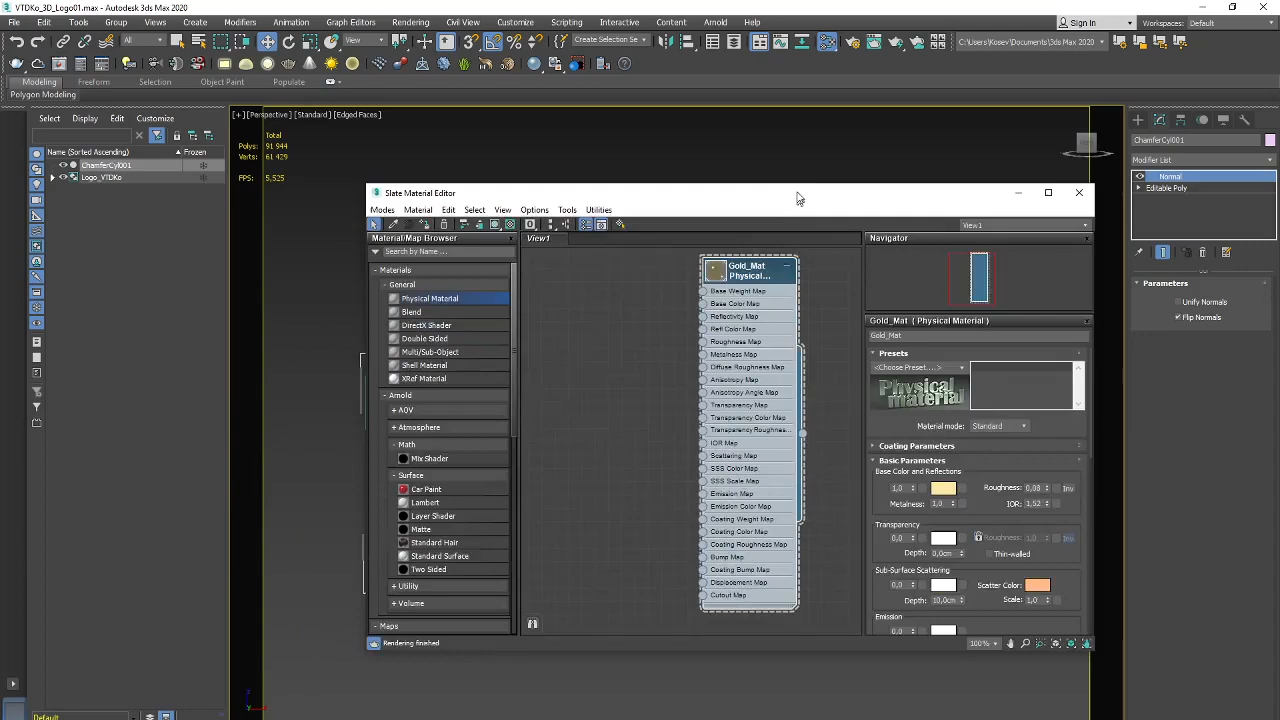 VTDKo_3D_Logo01.max - Autodesk 3ds Max 2020
File Edit Tools Group Views Create Modifiers Animation Graph Editors Rendering Civil View Customize Scripting Interactive Content Arnold Help
Sign In Workspaces: Default
All View Create Selection Se C:\Users\Kosev\Documents\3ds Max 2020
Modeling Freeform Selection Object Paint Populate
Polygon Modeling
Select Display Edit Customize
Name (Sorted Ascending) Frozen
ChamferCyl001
Logo_VTDKo
Default
[+] [Perspective] [Standard] [Edged Faces]
Total
Polys: 91 944
Verts: 61 429
FPS: 5,525
Slate Material Editor
Modes Material Edit Select View Options Tools Utilities
View1
Material/Map Browser
Search by Name ...
- Materials
- General
Physical Material
Blend
DirectX Shader
Double Sided
Multi/Sub-Object
Shell Material
XRef Material
- Arnold
+ AOV
+ Atmosphere
- Math
Mix Shader
- Surface
Car Paint
Lambert
Layer Shader
Matte
Standard Hair
Standard Surface
Two Sided
+ Utility
+ Volume
- Maps
Rendering finished
View1
Gold_Mat
Physical...
Base Weight Map
Base Color Map
Reflectivity Map
Refl Color Map
Roughness Map
Metalness Map
Diffuse Roughness Map
Anisotropy Map
Anisotropy Angle Map
Transparency Map
Transparency Color Map
Transparency Roughnes...
IOR Map
Scattering Map
SSS Color Map
SSS Scale Map
Emission Map
Emission Color Map
Coating Weight Map
Coating Color Map
Coating Roughness Map
Bump Map
Coating Bump Map
Displacement Map
Cutout Map
Navigator
Gold_Mat ( Physical Material )
Gold_Mat
Presets
<Choose Preset....>
Physical material
Material mode: Standard
Coating Parameters
Basic Parameters
Base Color and Reflections
1,0 Roughness: 0,08 Inv
Metalness: 1,0 IOR: 1,52
Transparency
0,0 Roughness: 1,0 Inv
Depth: 0,0cm Thin-walled
Sub-Surface Scattering
0,0 Scatter Color:
Depth: 10,0cm Scale: 1,0
Emission
0,0
100%
ChamferCyl001
Modifier List
Normal
Editable Poly
Parameters
Unify Normals
Flip Normals